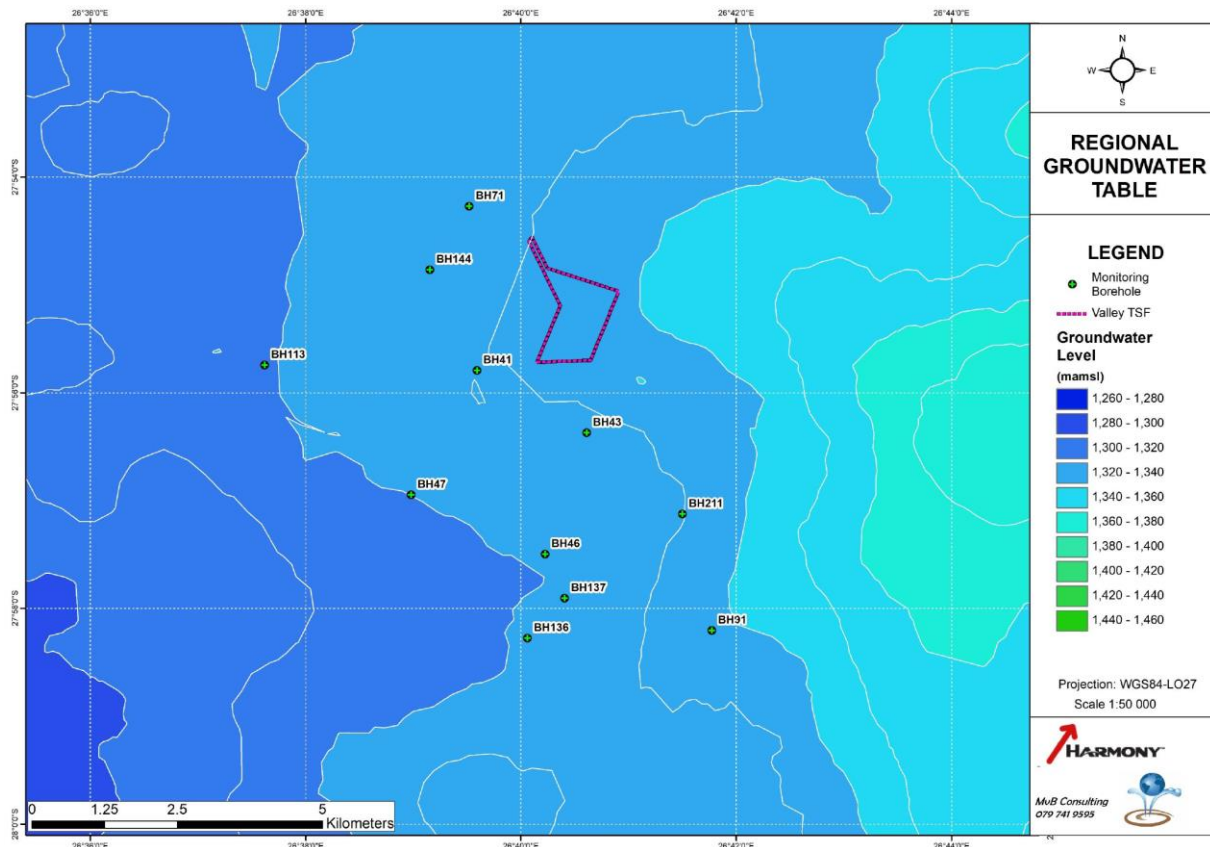 26°36'0"E
26°38'0"E
26°40'0"E
26°42'0"E
26°44'0"E
27°54'0"S
27°56'0"S
27°58'0"S
28°0'0"S
BH71
BH144
BH113
BH41
BH43
BH47
BH211
BH46
BH137
BH136
BH91
0 1.25 2.5 5
Kilometers
26°36'0"E
26°38'0"E
26°40'0"E
26°42'0"E
26°44'0"E
N
W E
S
REGIONAL
GROUNDWATER
TABLE
LEGEND
Monitoring
Borehole
Valley TSF
Groundwater
Level
(mamsl)
1,260 - 1,280
1,280 - 1,300
1,300 - 1,320
1,320 - 1,340
1,340 - 1,360
1,360 - 1,380
1,380 - 1,400
1,400 - 1,420
1,420 - 1,440
1,440 - 1,460
Projection: WGS84-LO27
Scale 1:50 000
HARMONY™
MvB Consulting
079 741 9595